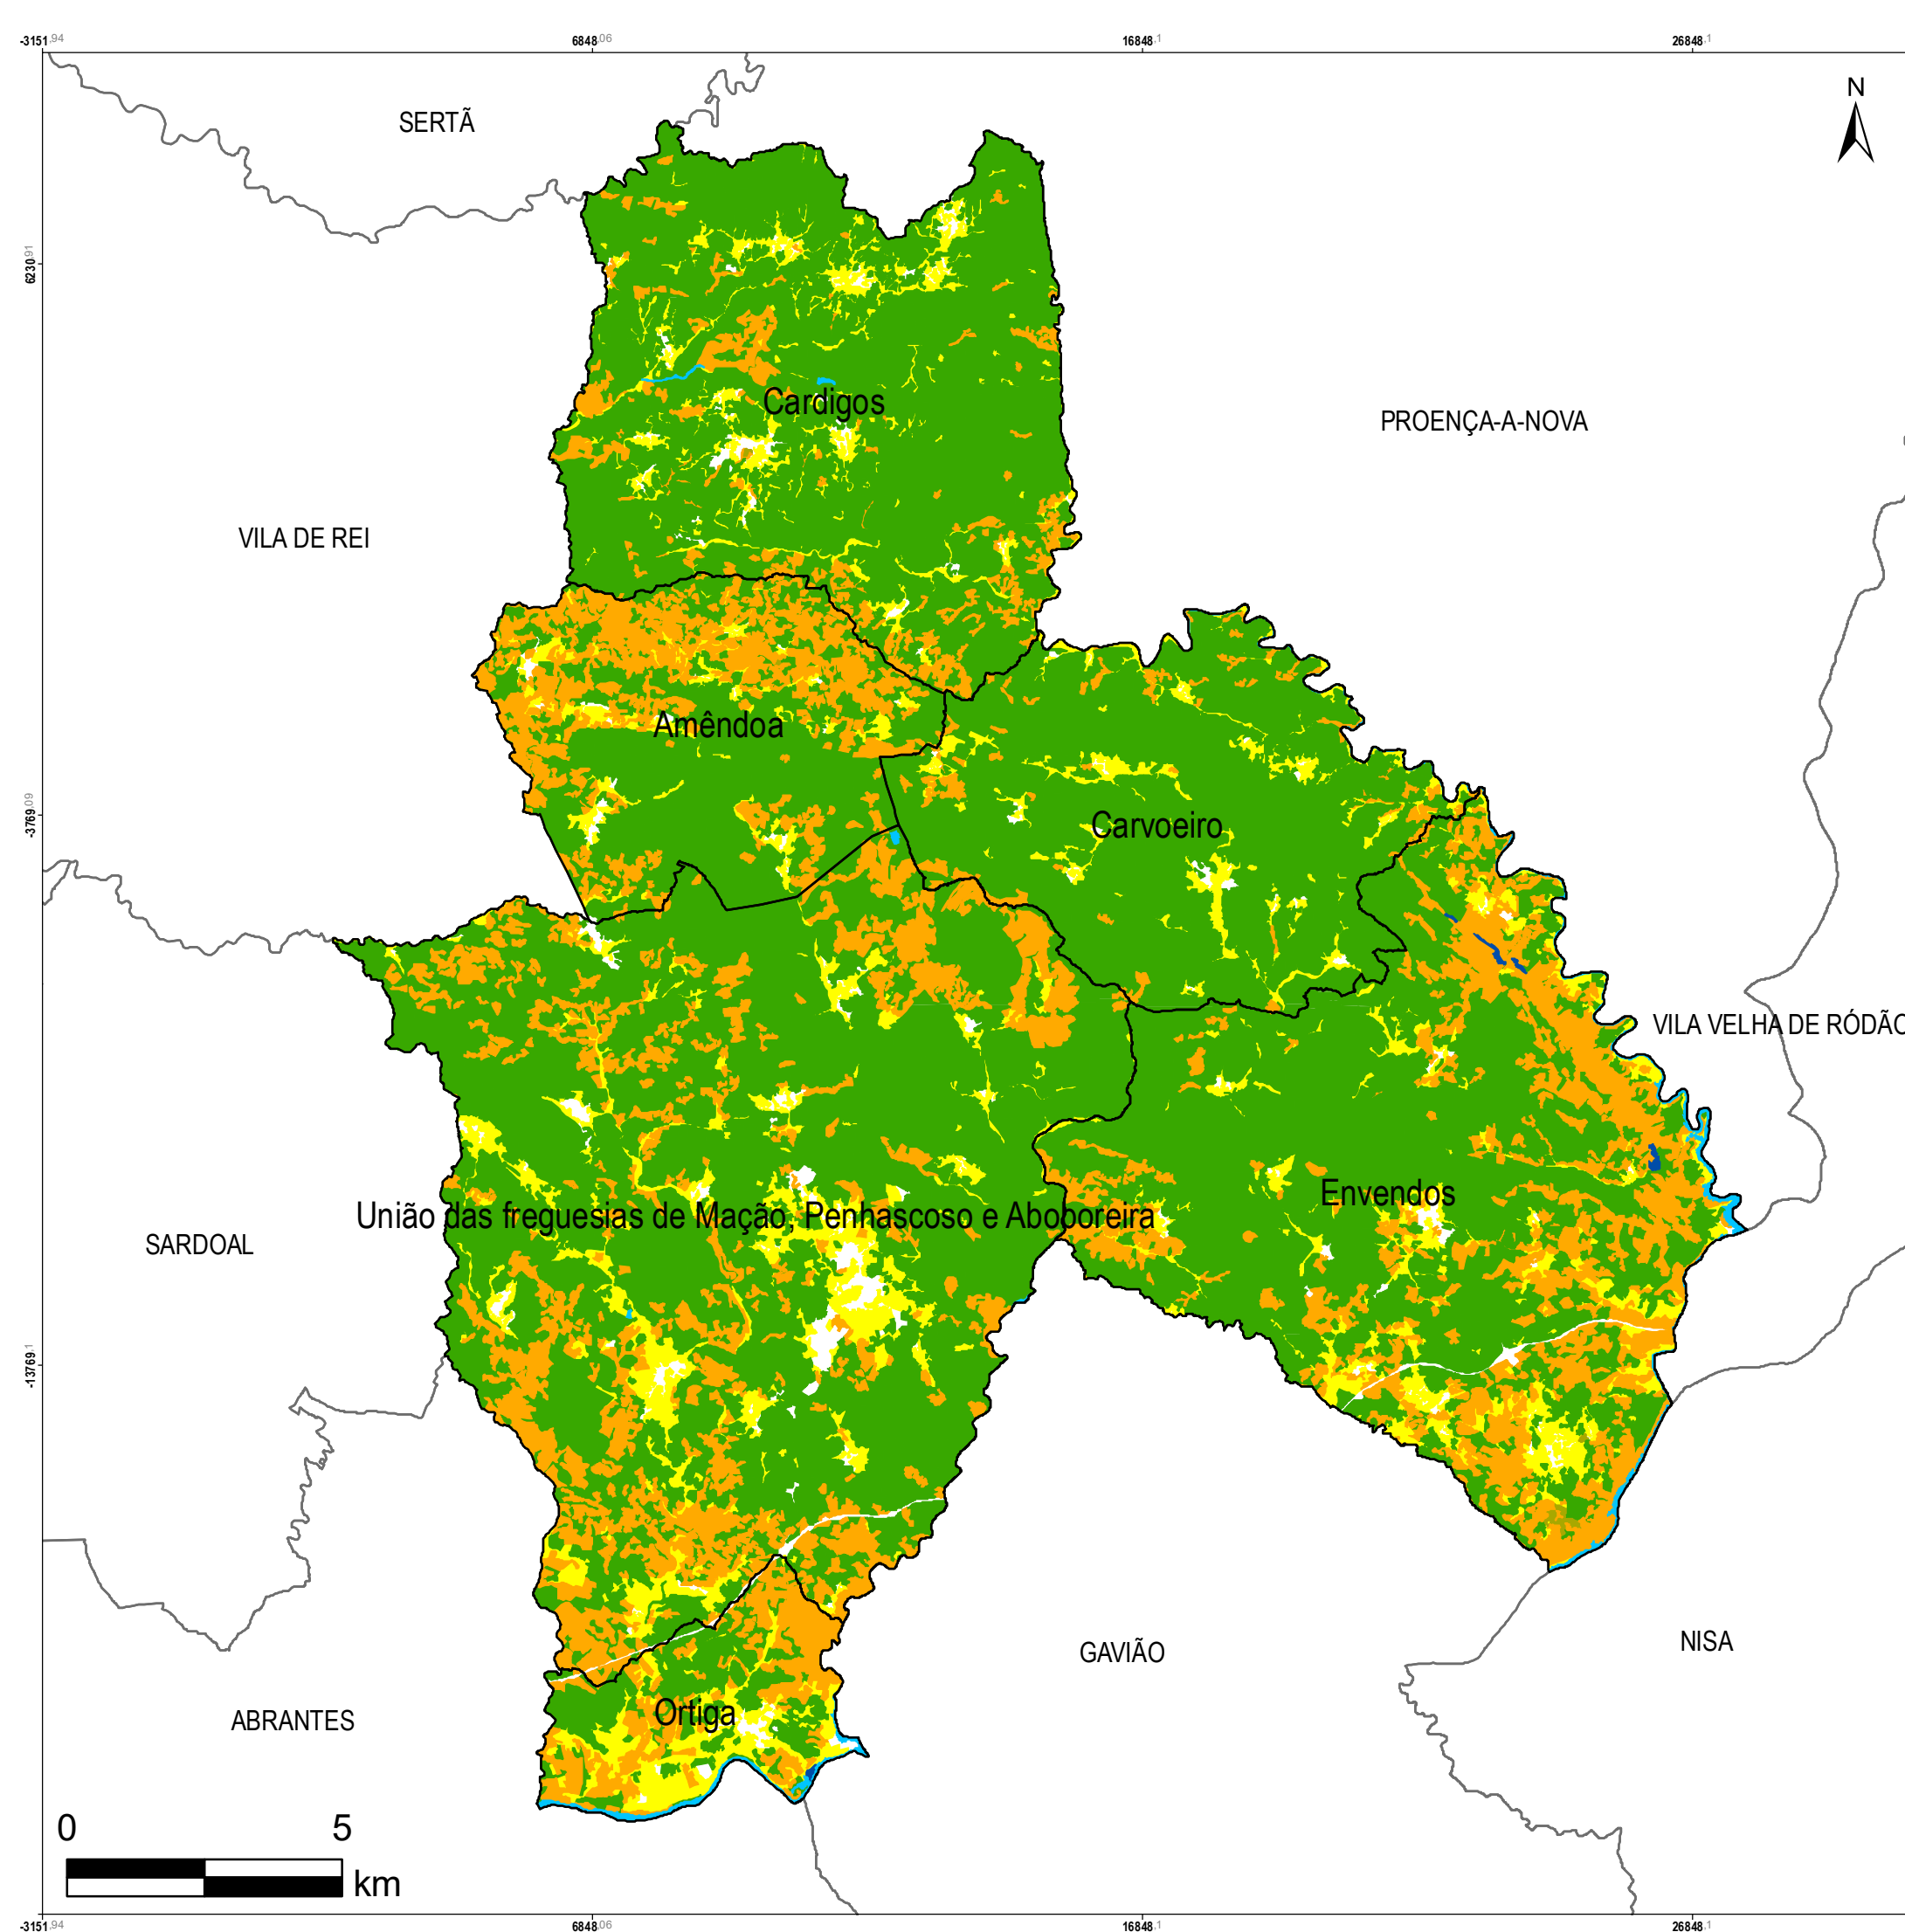 -3151,94 6848,06 16848,1 26848,1
N
SERTÃ
6230,91
Cardigos
PROENÇA-A-NOVA
VILA DE REI
Amêndoa
-3769,09
Carvoeiro
VILA VELHA DE RÓDÃO
Envendos
União das freguesias de Mação, Penhascoso e Aboboreira
SARDOAL
-13769,1
NISA
GAVIÃO
Ortiga
ABRANTES
0 5
km
-3151,94 6848,06 16848,1 26848,1